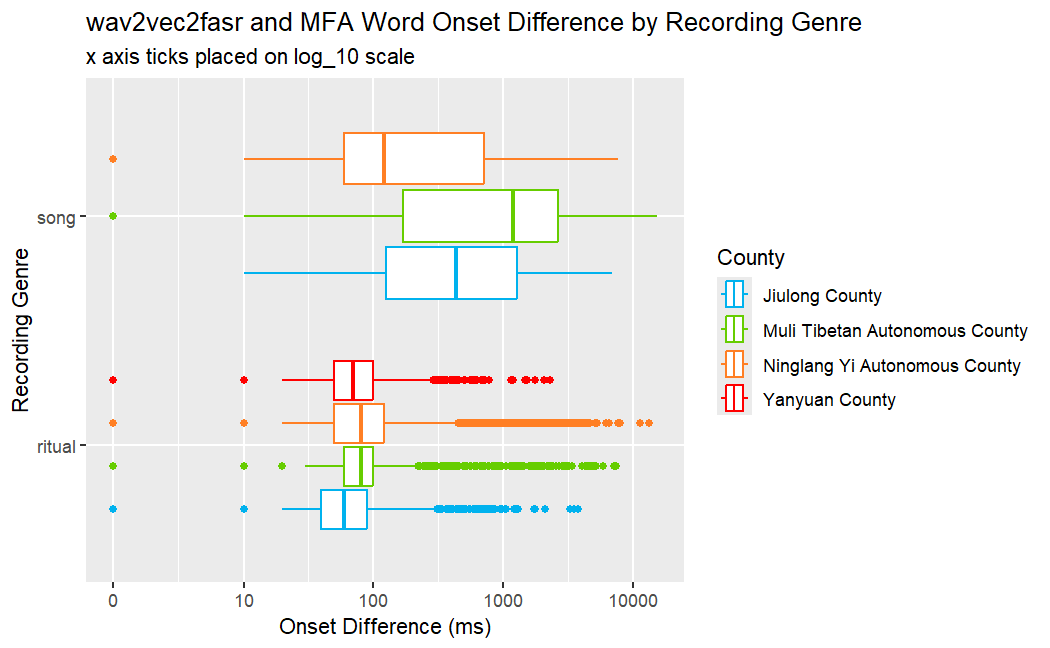 wav2vec2fasr and MFA Word Onset Difference by Recording Genre
x axis ticks placed on log_10 scale
Recording Genre
song
ritual
0 10 100 1000 10000
Onset Difference (ms)
County
Jiulong County
Muli Tibetan Autonomous County
Ninglang Yi Autonomous County
Yanyuan County